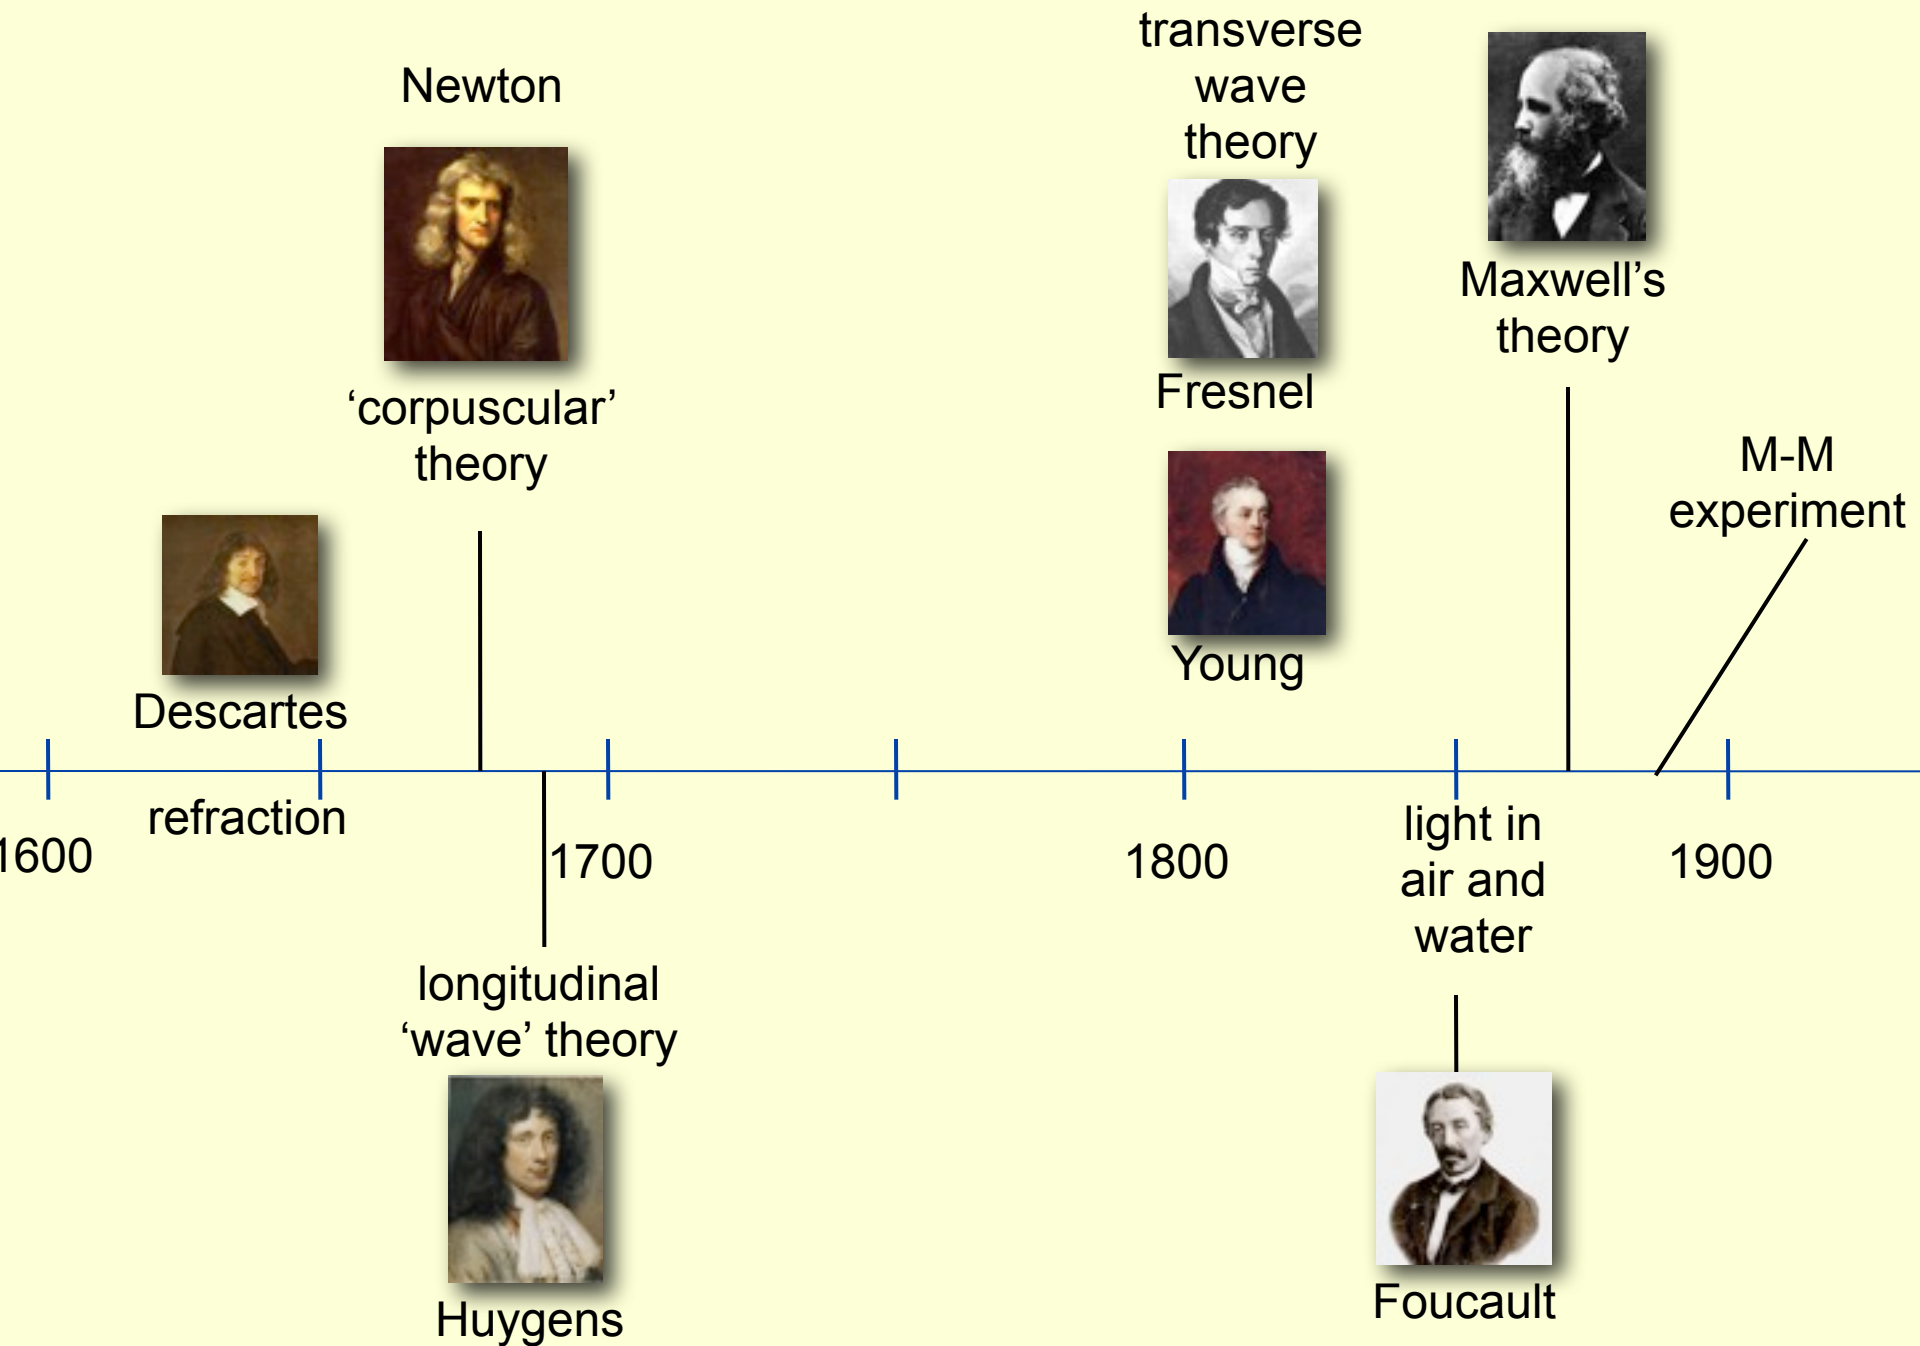 Newton
‘corpuscular’
theory
Descartes
refraction
transverse
wave
theory
Fresnel
Young
Maxwell’s
theory
M-M
experiment
1600
1700
1800
1900
light in
air and
water
longitudinal
‘wave’ theory
Huygens
Foucault